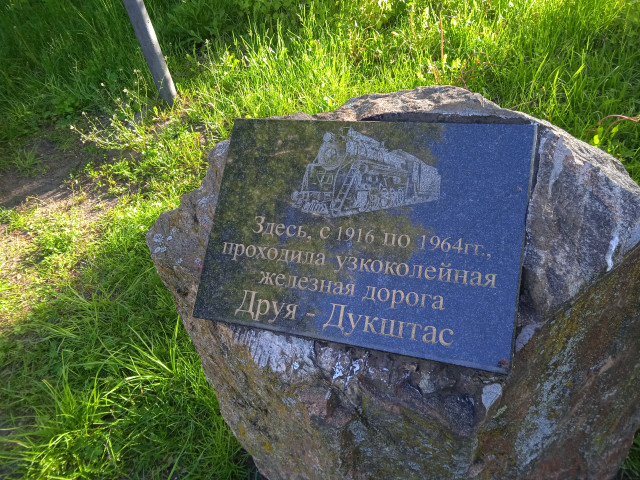 Здесь, с 1916 по 1964гг.,
проходила узкоколейная
железная дорога
Друя - Дукштас